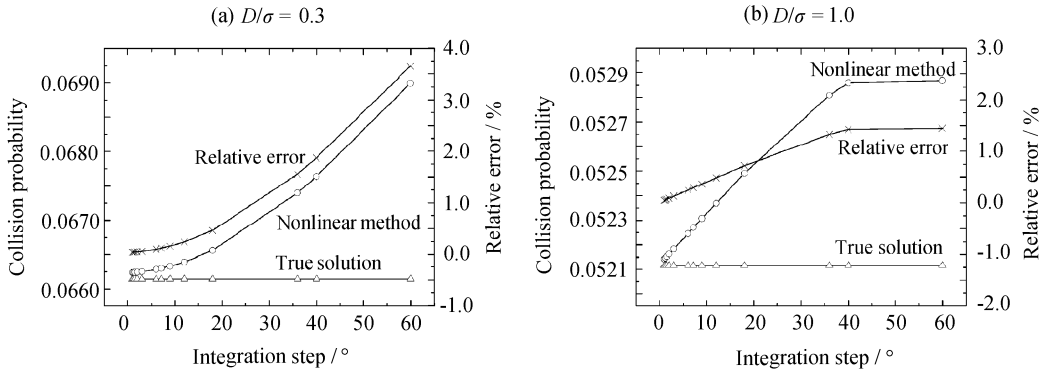 (a) D/σ = 0.3
Collision probability
0.0690
0.0680
0.0670
0.0660
4.0
3.0
2.0
1.0
0.0
-1.0
Relative error / %
Relative error
Nonlinear method
True solution
0 10 20 30 40 50 60
Integration step / °
(b) D/σ = 1.0
Collision probability
0.0529
0.0527
0.0525
0.0523
0.0521
3.0
2.0
1.0
0.0
-1.0
-2.0
Relative error / %
Nonlinear method
Relative error
True solution
0 10 20 30 40 50 60
Integration step / °